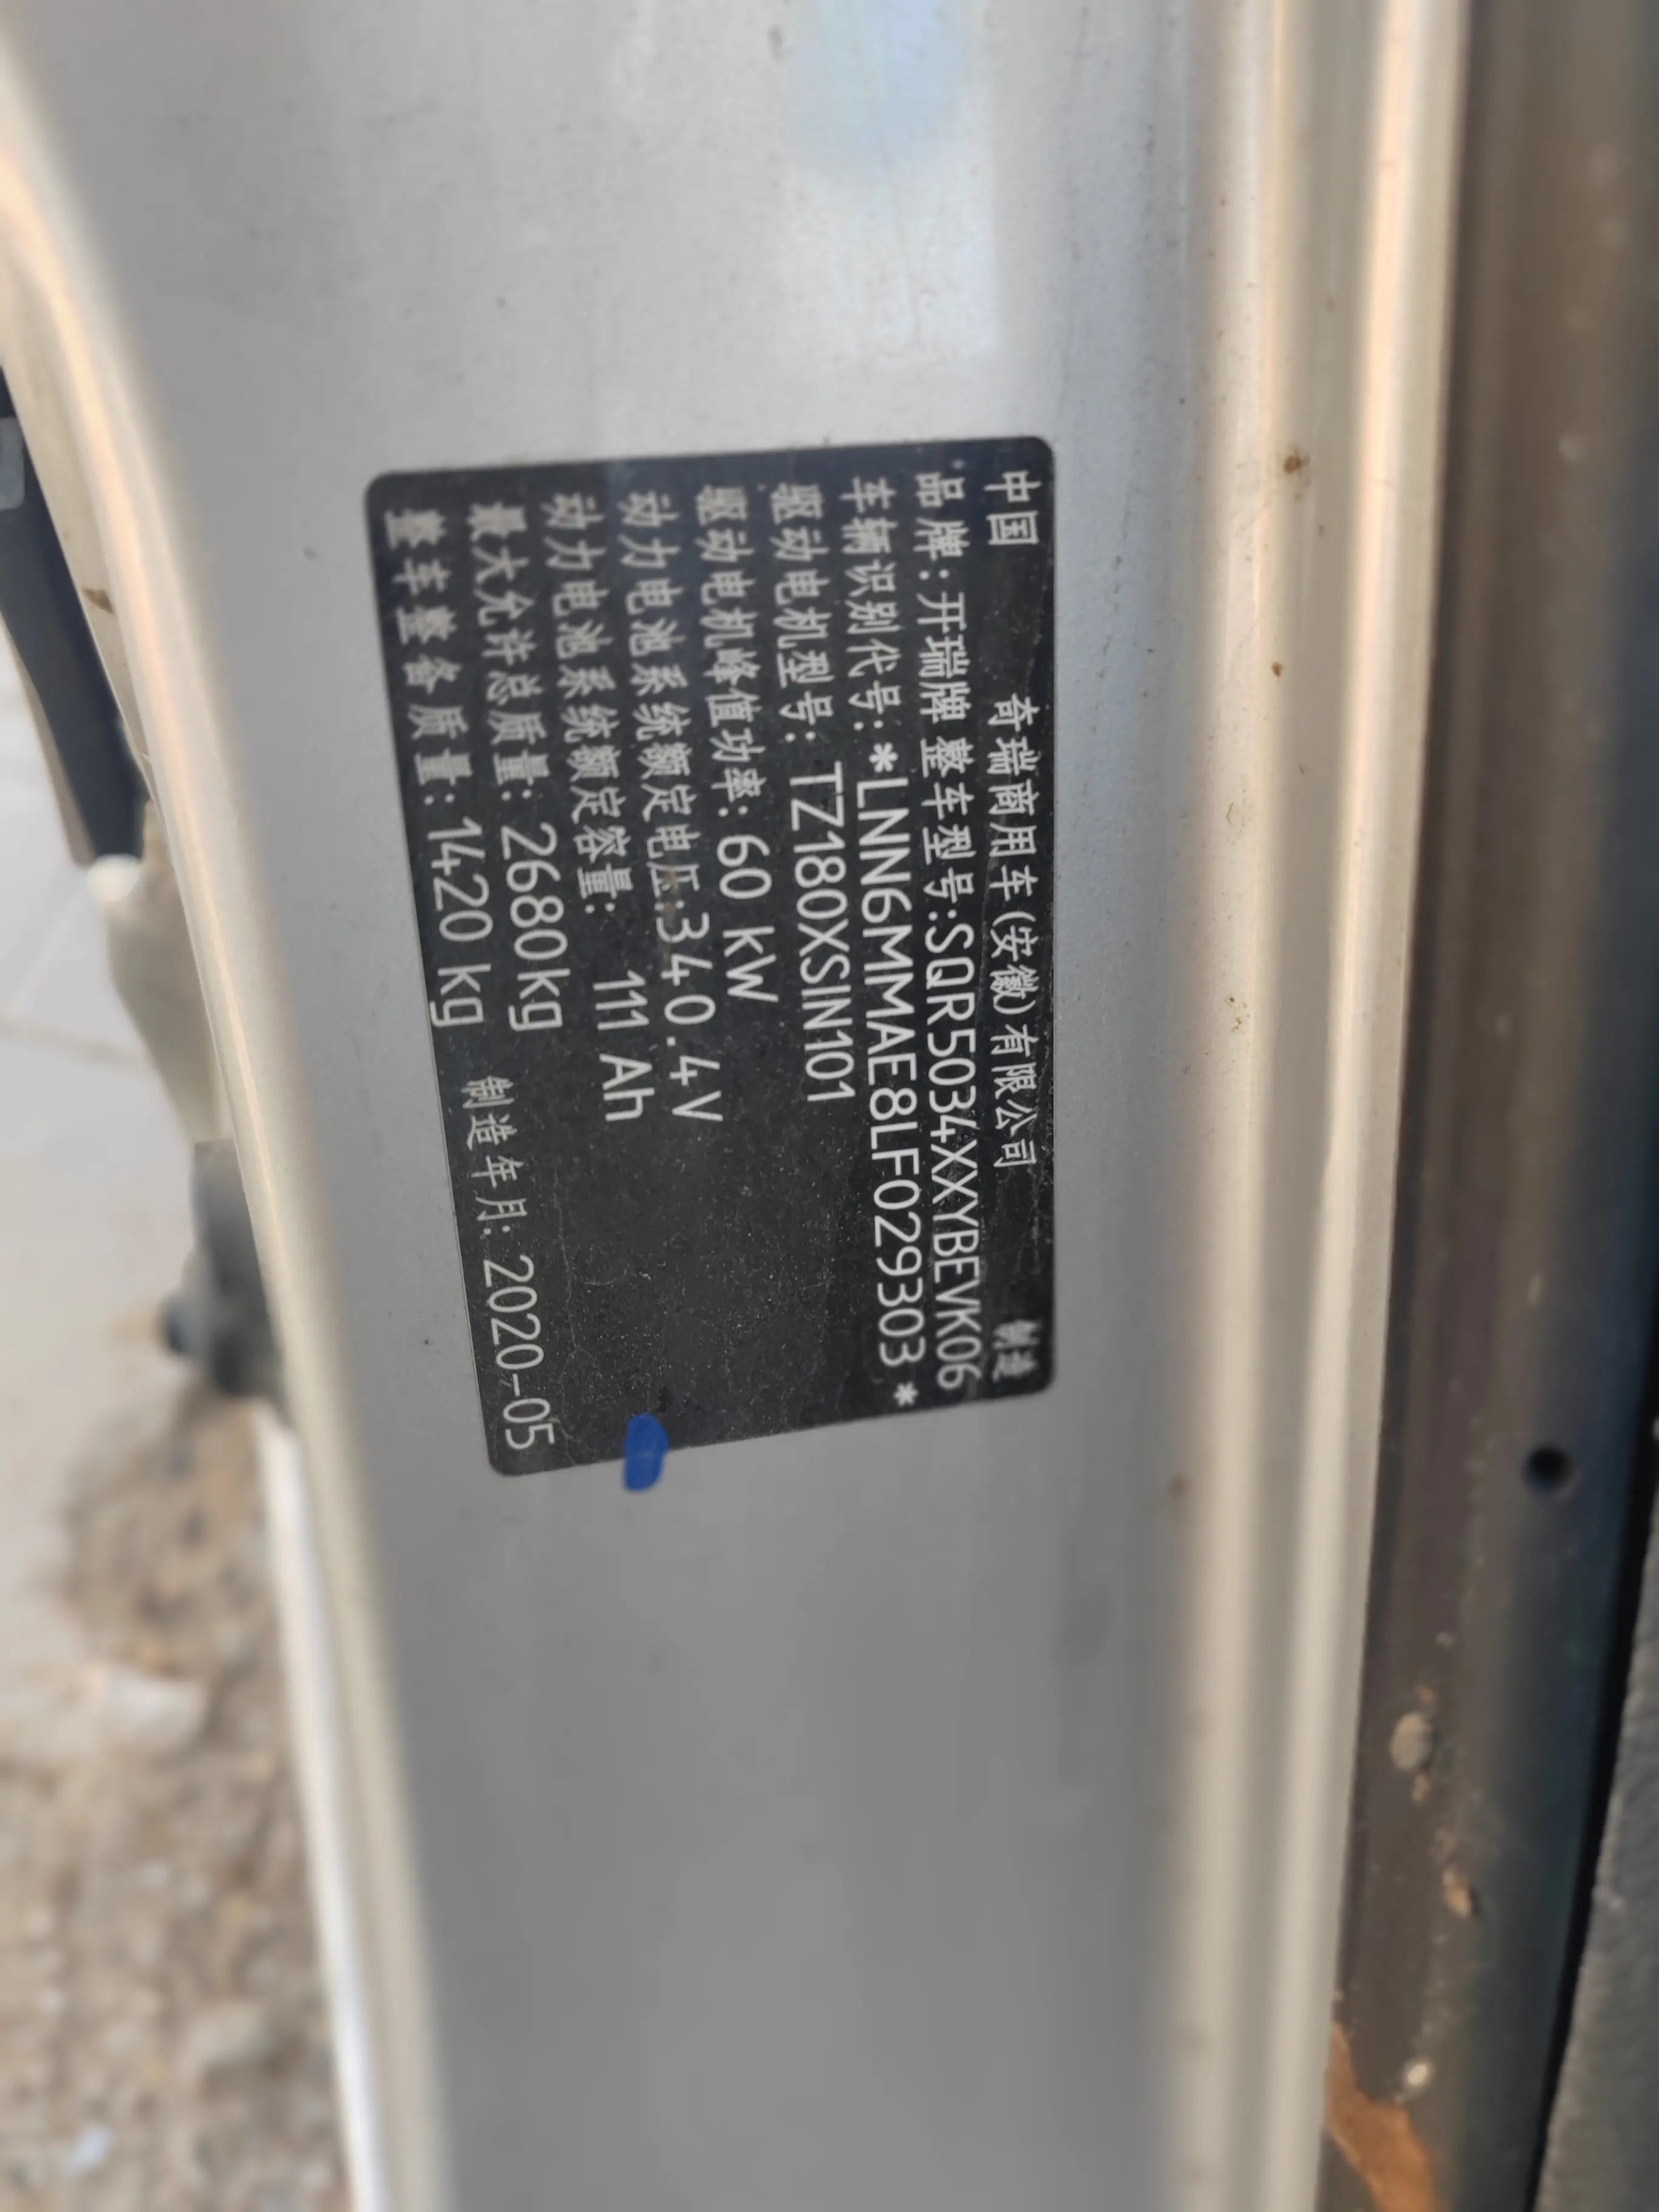 中国 奇瑞商用车(安徽)有限公司 制造
品牌:开瑞牌 整车型号:SQR5034XXYBEVK06
车辆识别代号:*LNN6MMAE8LF029303*
驱动电机型号: TZ180XSIN101
驱动电机峰值功率: 60 kW
动力电池系统额定电压:340.4V
动力电池系统额定容量: 111 Ah
最大允许总质量: 2680kg
整车整备质量: 1420 kg 制造年月: 2020-05